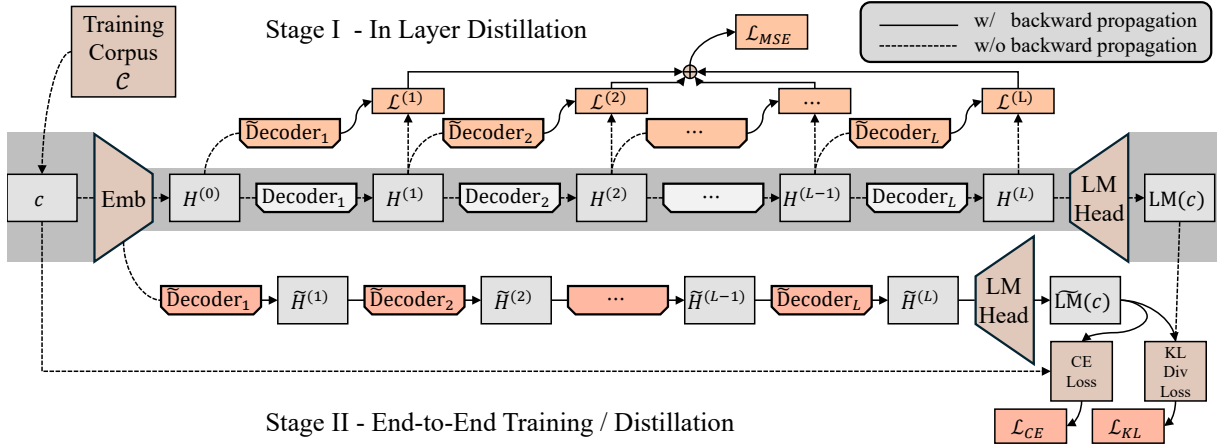 Training
Corpus
𝒞
Stage I - In Layer Distillation
ℒ_MSE
w/ backward propagation
w/o backward propagation
ℒ^(1)
ℒ^(2)
...
ℒ^(L)
D̃ecoder_1
D̃ecoder_2
...
D̃ecoder_L
c
Emb
H^(0)
Decoder_1
H^(1)
Decoder_2
H^(2)
...
H^(L−1)
Decoder_L
H^(L)
LM
Head
LM(c)
D̃ecoder_1
H̃^(1)
D̃ecoder_2
H̃^(2)
...
H̃^(L−1)
D̃ecoder_L
H̃^(L)
LM
Head
L̃M(c)
CE
Loss
KL
Div
Loss
Stage II - End-to-End Training / Distillation
ℒ_CE
ℒ_KL